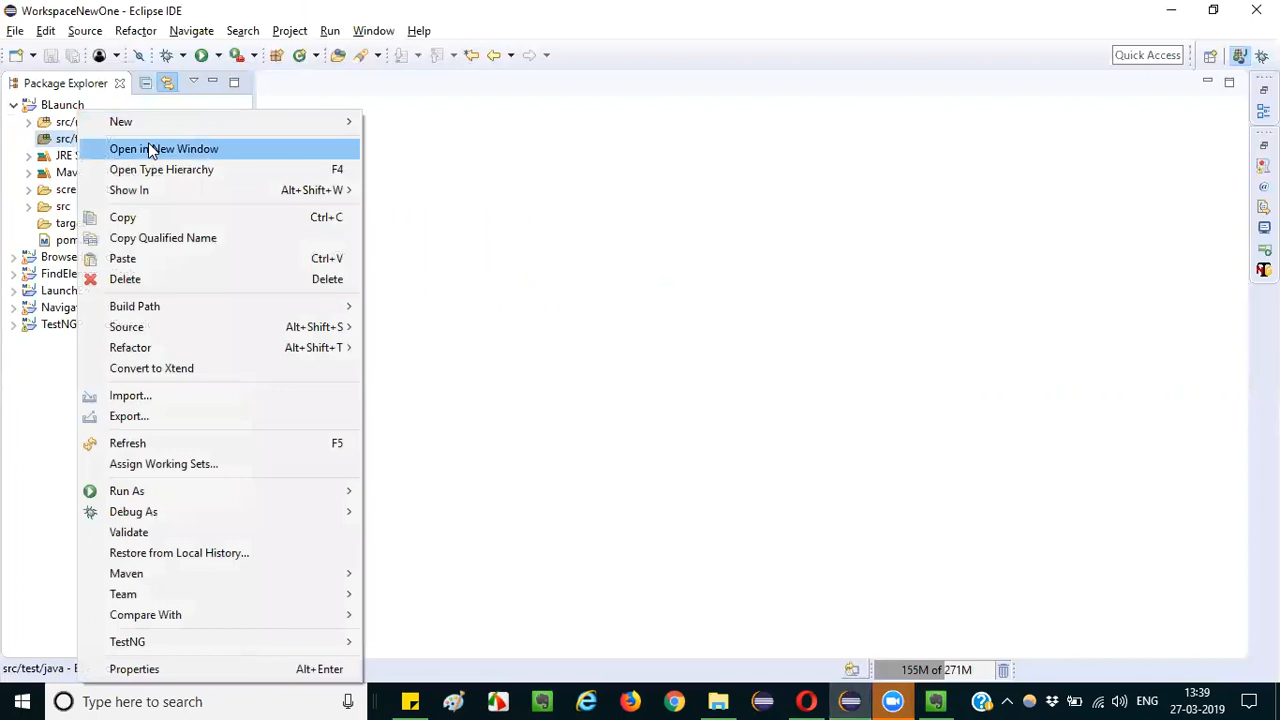 WorkspaceNewOne - Eclipse IDE
File Edit Source Refactor Navigate Search Project Run Window Help
Quick Access
Package Explorer
BLaunch
src/
src/t
JRE S
Mav
scre
src
targ
pom
Browse
FindEle
Launch
Naviga
TestNG
New
Open in New Window
Open Type Hierarchy F4
Show In Alt+Shift+W
Copy Ctrl+C
Copy Qualified Name
Paste Ctrl+V
Delete Delete
Build Path
Source Alt+Shift+S
Refactor Alt+Shift+T
Convert to Xtend
Import...
Export...
Refresh F5
Assign Working Sets...
Run As
Debug As
Validate
Restore from Local History...
Maven
Team
Compare With
TestNG
Properties Alt+Enter
src/test/java -
155M of 271M
Type here to search
ENG
13:39
27-03-2019